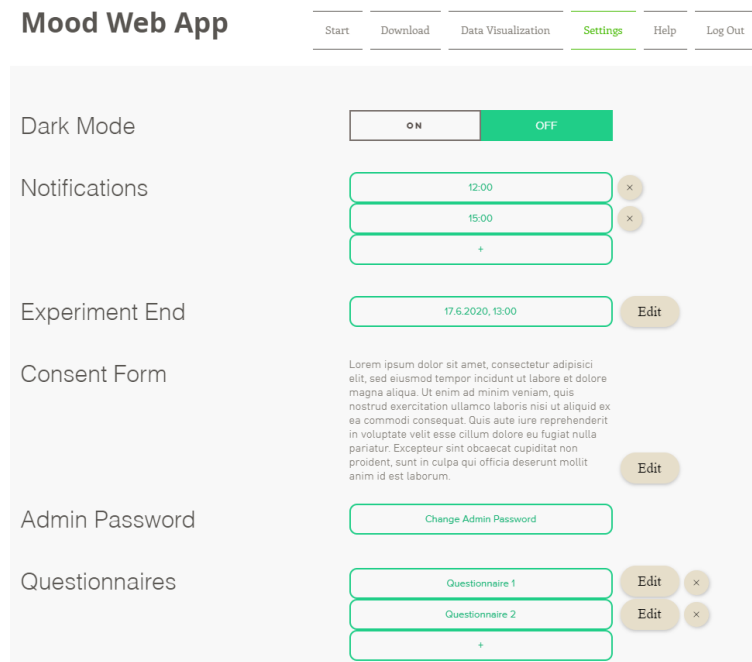 Mood Web App
Start Download Data Visualization Settings Help Log Out
Dark Mode
ON OFF
Notifications
12:00 ×
15:00 ×
+
Experiment End
17.6.2020, 13:00 Edit
Consent Form
Lorem ipsum dolor sit amet, consectetur adipisici
elit, sed eiusmod tempor incidunt ut labore et dolore
magna aliqua. Ut enim ad minim veniam, quis
nostrud exercitation ullamco laboris nisi ut aliquid ex
ea commodi consequat. Quis aute iure reprehenderit
in voluptate velit esse cillum dolore eu fugiat nulla
pariatur. Excepteur sint obcaecat cupiditat non
proident, sunt in culpa qui officia deserunt mollit
anim id est laborum.
Edit
Admin Password
Change Admin Password
Questionnaires
Questionnaire 1 Edit ×
Questionnaire 2 Edit ×
+